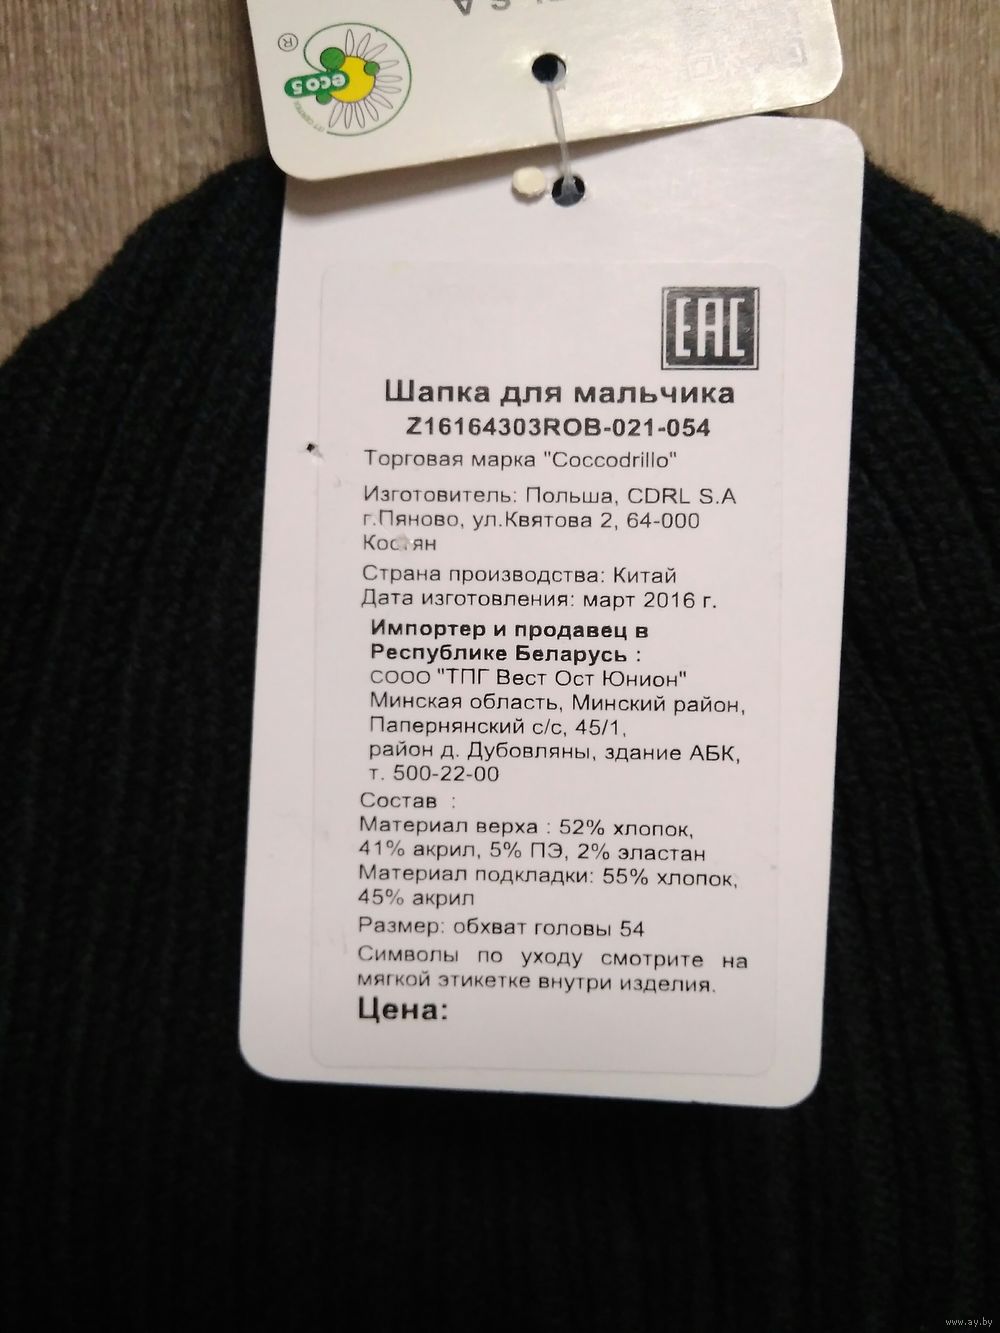 S.A
®
eco5
EAC
Шапка для мальчика
Z16164303ROB-021-054
Торговая марка "Coccodrillo"
Изготовитель: Польша, CDRL S.A
г.Пяново, ул.Квятова 2, 64-000
Костян
Страна производства: Китай
Дата изготовления: март 2016 г.
Импортер и продавец в
Республике Беларусь :
СООО "ТПГ Вест Ост Юнион"
Минская область, Минский район,
Папернянский с/с, 45/1,
район д. Дубовляны, здание АБК,
т. 500-22-00
Состав :
Материал верха : 52% хлопок,
41% акрил, 5% ПЭ, 2% эластан
Материал подкладки: 55% хлопок,
45% акрил
Размер: обхват головы 54
Символы по уходу смотрите на
мягкой этикетке внутри изделия.
Цена:
www.ay.by